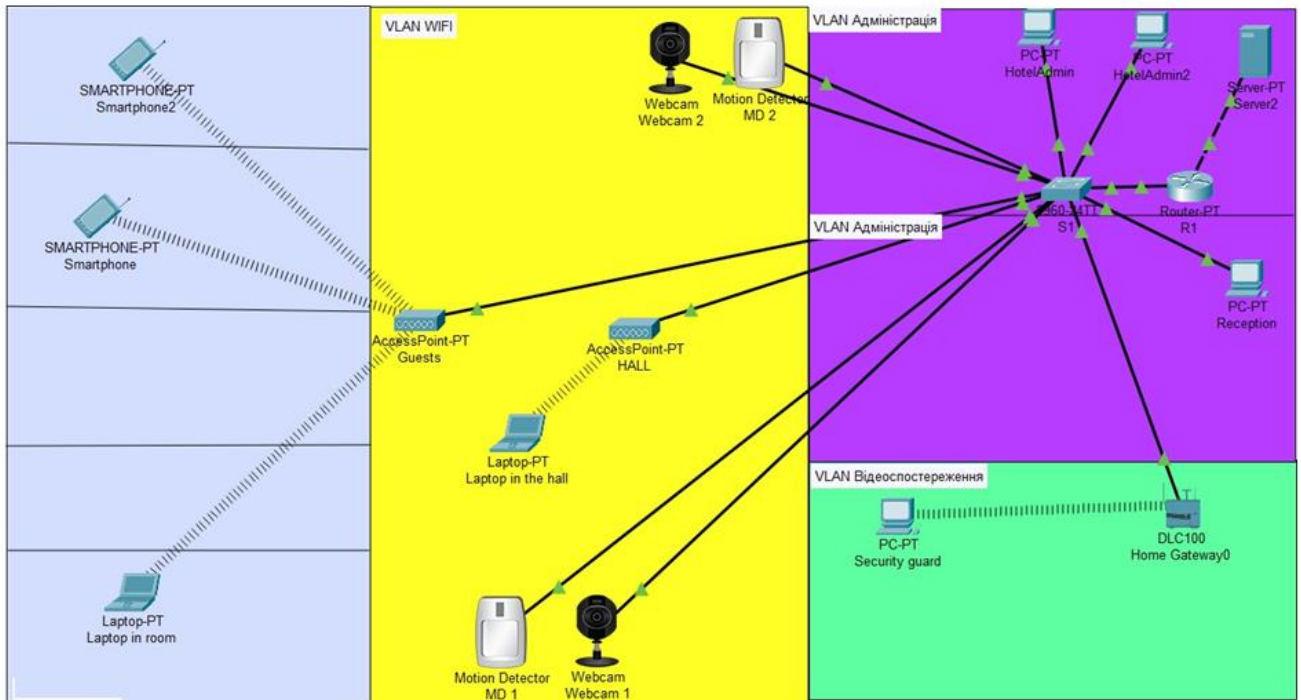 SMARTPHONE-PT
Smartphone2
SMARTPHONE-PT
Smartphone
Laptop-PT
Laptop in room
VLAN WIFI
Webcam
Webcam 2
Motion Detector
MD 2
AccessPoint-PT
Guests
AccessPoint-PT
HALL
Laptop-PT
Laptop in the hall
Motion Detector
MD 1
Webcam
Webcam 1
VLAN Адміністрація
PC-PT
HotelAdmin
PC-PT
HotelAdmin2
Server-PT
Server2
S1
Router-PT
R1
VLAN Адміністрація
PC-PT
Reception
VLAN Відеоспостереження
PC-PT
Security guard
DLC100
Home Gateway0